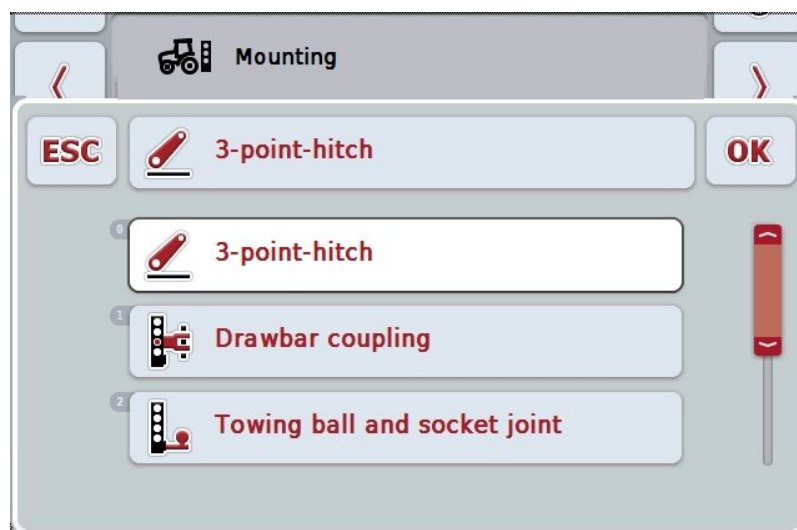 Mounting
ESC
3-point-hitch
OK
0
3-point-hitch
1
Drawbar coupling
2
Towing ball and socket joint